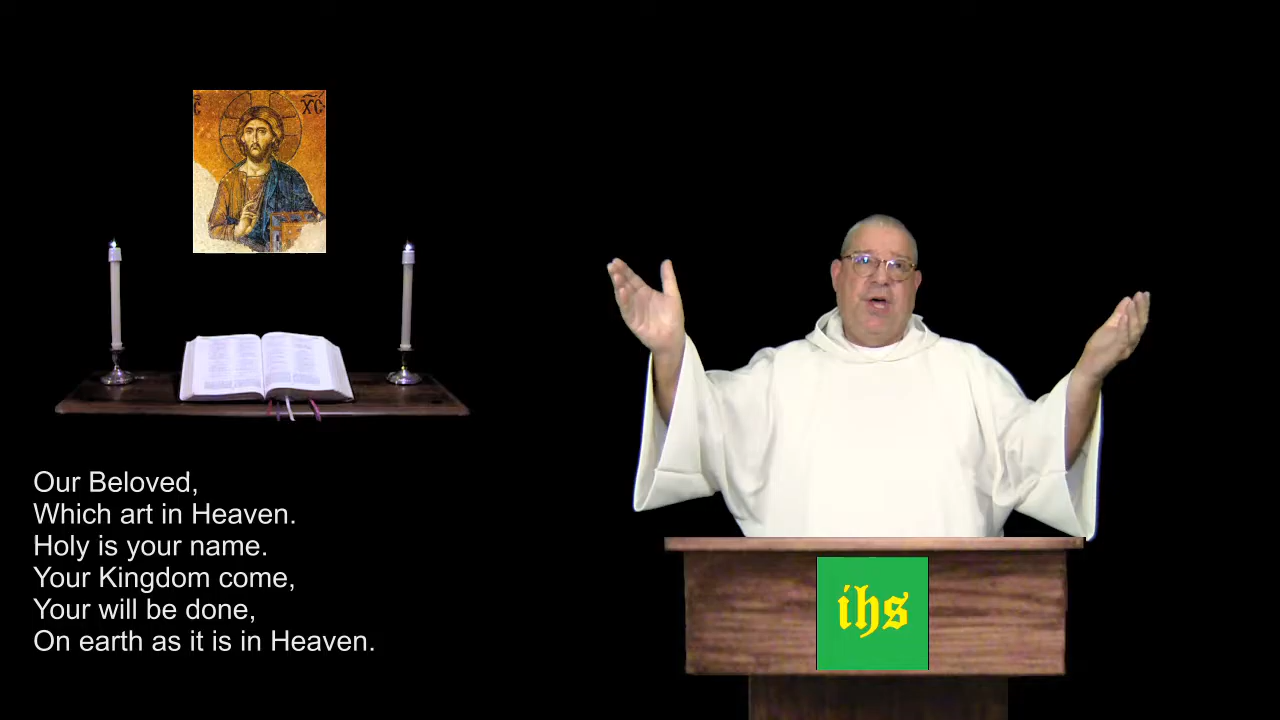 C XC
Our Beloved,
Which art in Heaven.
Holy is your name.
Your Kingdom come,
Your will be done,
On earth as it is in Heaven.
ihs